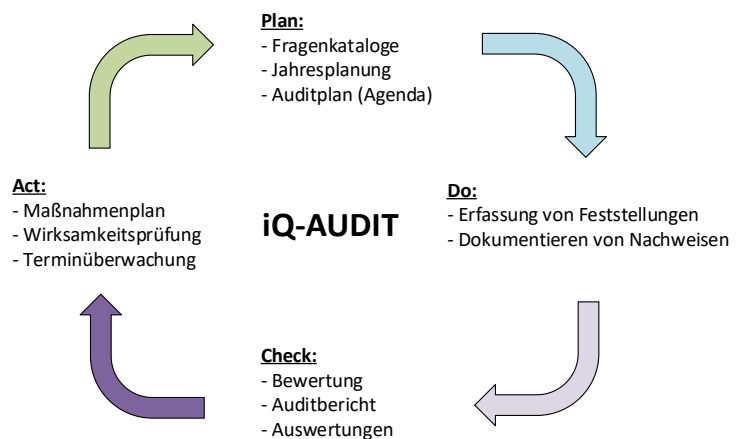 Plan:
- Fragenkataloge
- Jahresplanung
- Auditplan (Agenda)
Act:
- Maßnahmenplan
- Wirksamkeitsprüfung
- Terminüberwachung
iQ-AUDIT
Do:
- Erfassung von Feststellungen
- Dokumentieren von Nachweisen
Check:
- Bewertung
- Auditbericht
- Auswertungen